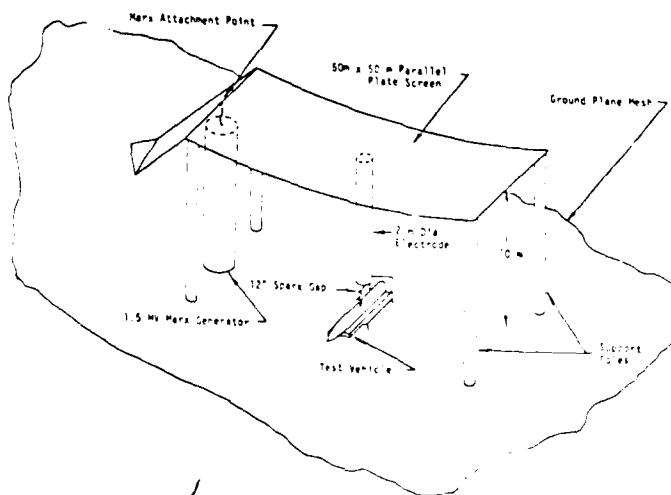 Marx Attachment Point
50m x 50 m Parallel
Plate Screen
Ground Plane Mesh
2 m Dia
Electrode
10 m
12" Spark Gap
1.5 MV Marx Generator
Test Vehicle
Support
Poles